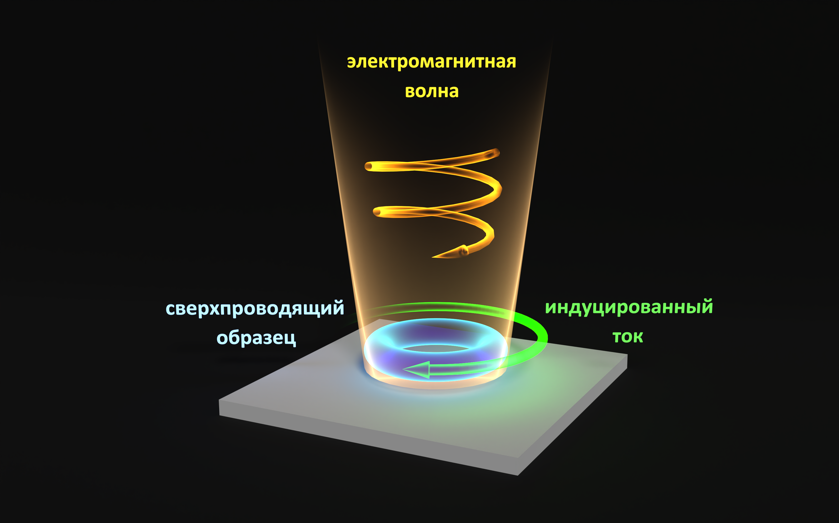 электромагнитная
волна
сверхпроводящий
образец
индуцированный
ток